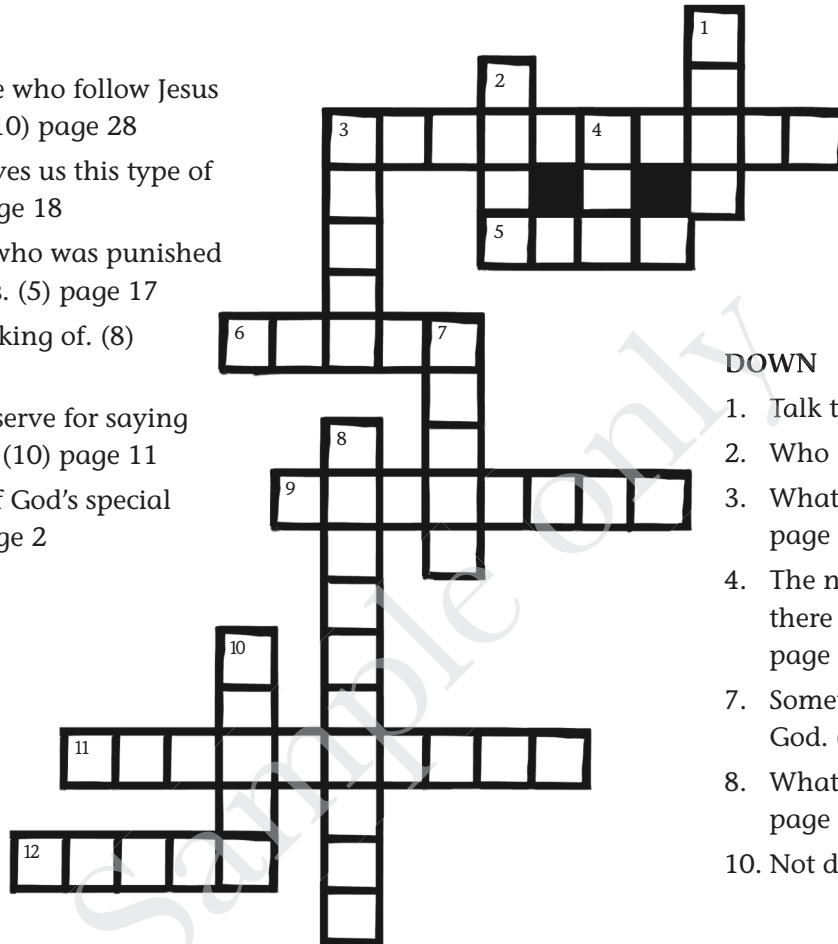 e who follow Jesus
10) page 28
ves us this type of
ge 18
who was punished
s. (5) page 17
king of. (8)
serve for saying
(10) page 11
f God's special
ge 2
1
2
3
4
5
6
7
8
9
10
11
12
DOWN
1. Talk t
2. Who
3. What
page
4. The n
there
page
7. Some
God. (
8. What
page
10. Not d
Sample only